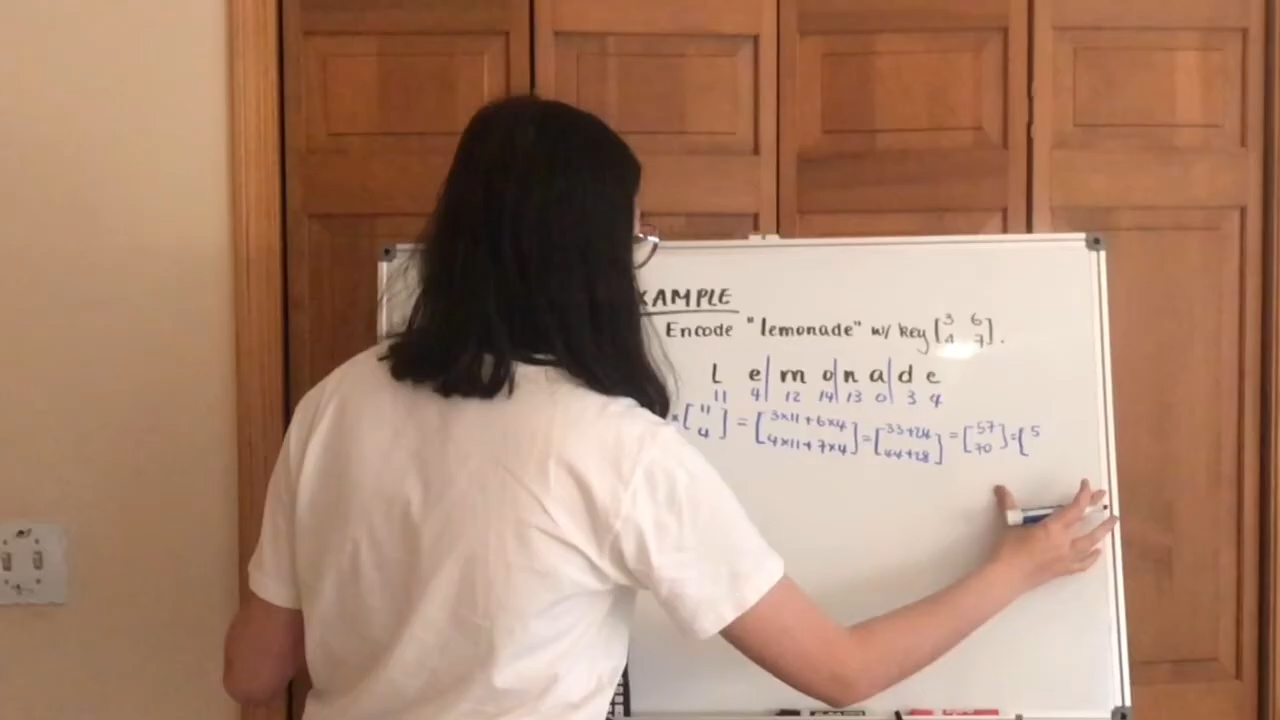 XAMPLE
Encode "lemonade" w/ key [3 6
4 7].
L e| m o| n a| d e
11 4| 12 14| 13 0| 3 4
×[11 4] = [3×11+6×4 4×11+7×4] = [33+24 44+28] = [57 70] = [5